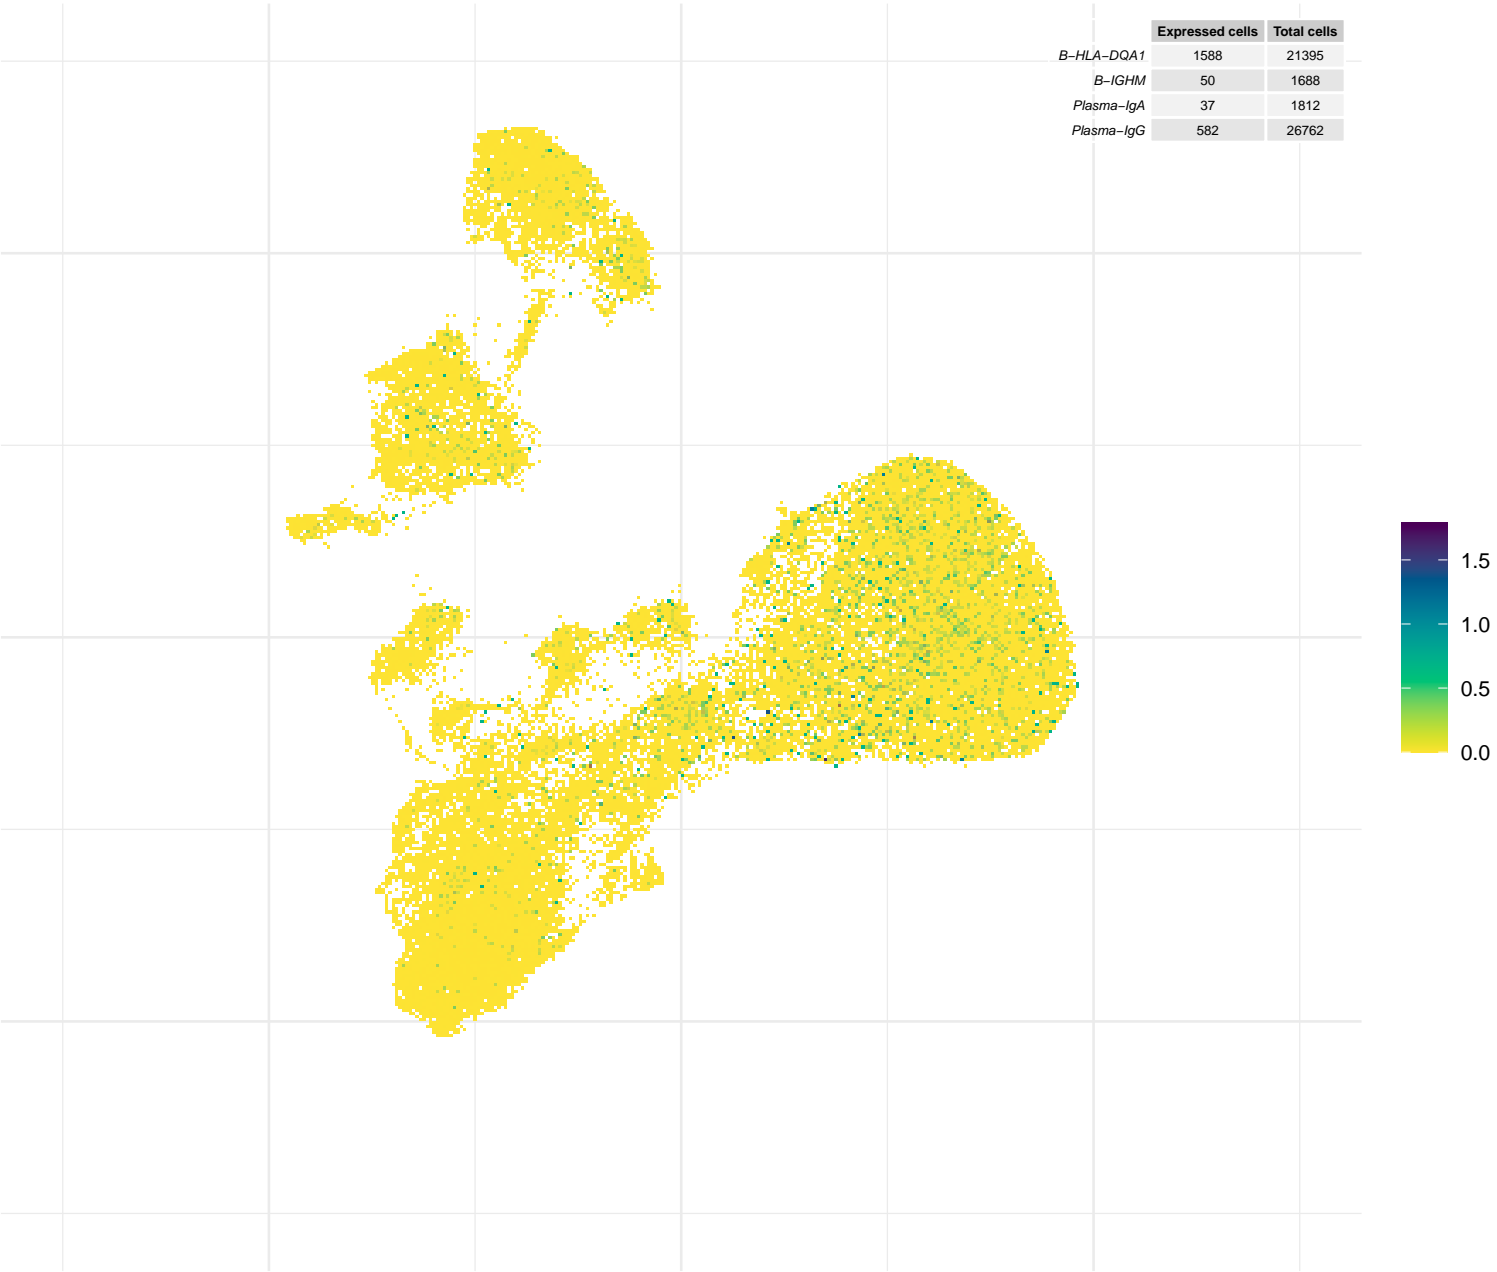 Expressed cells Total cells
B−HLA−DQA1 1588 21395
B−IGHM 50 1688
Plasma−IgA 37 1812
Plasma−IgG 582 26762
1.5
1.0
0.5
0.0